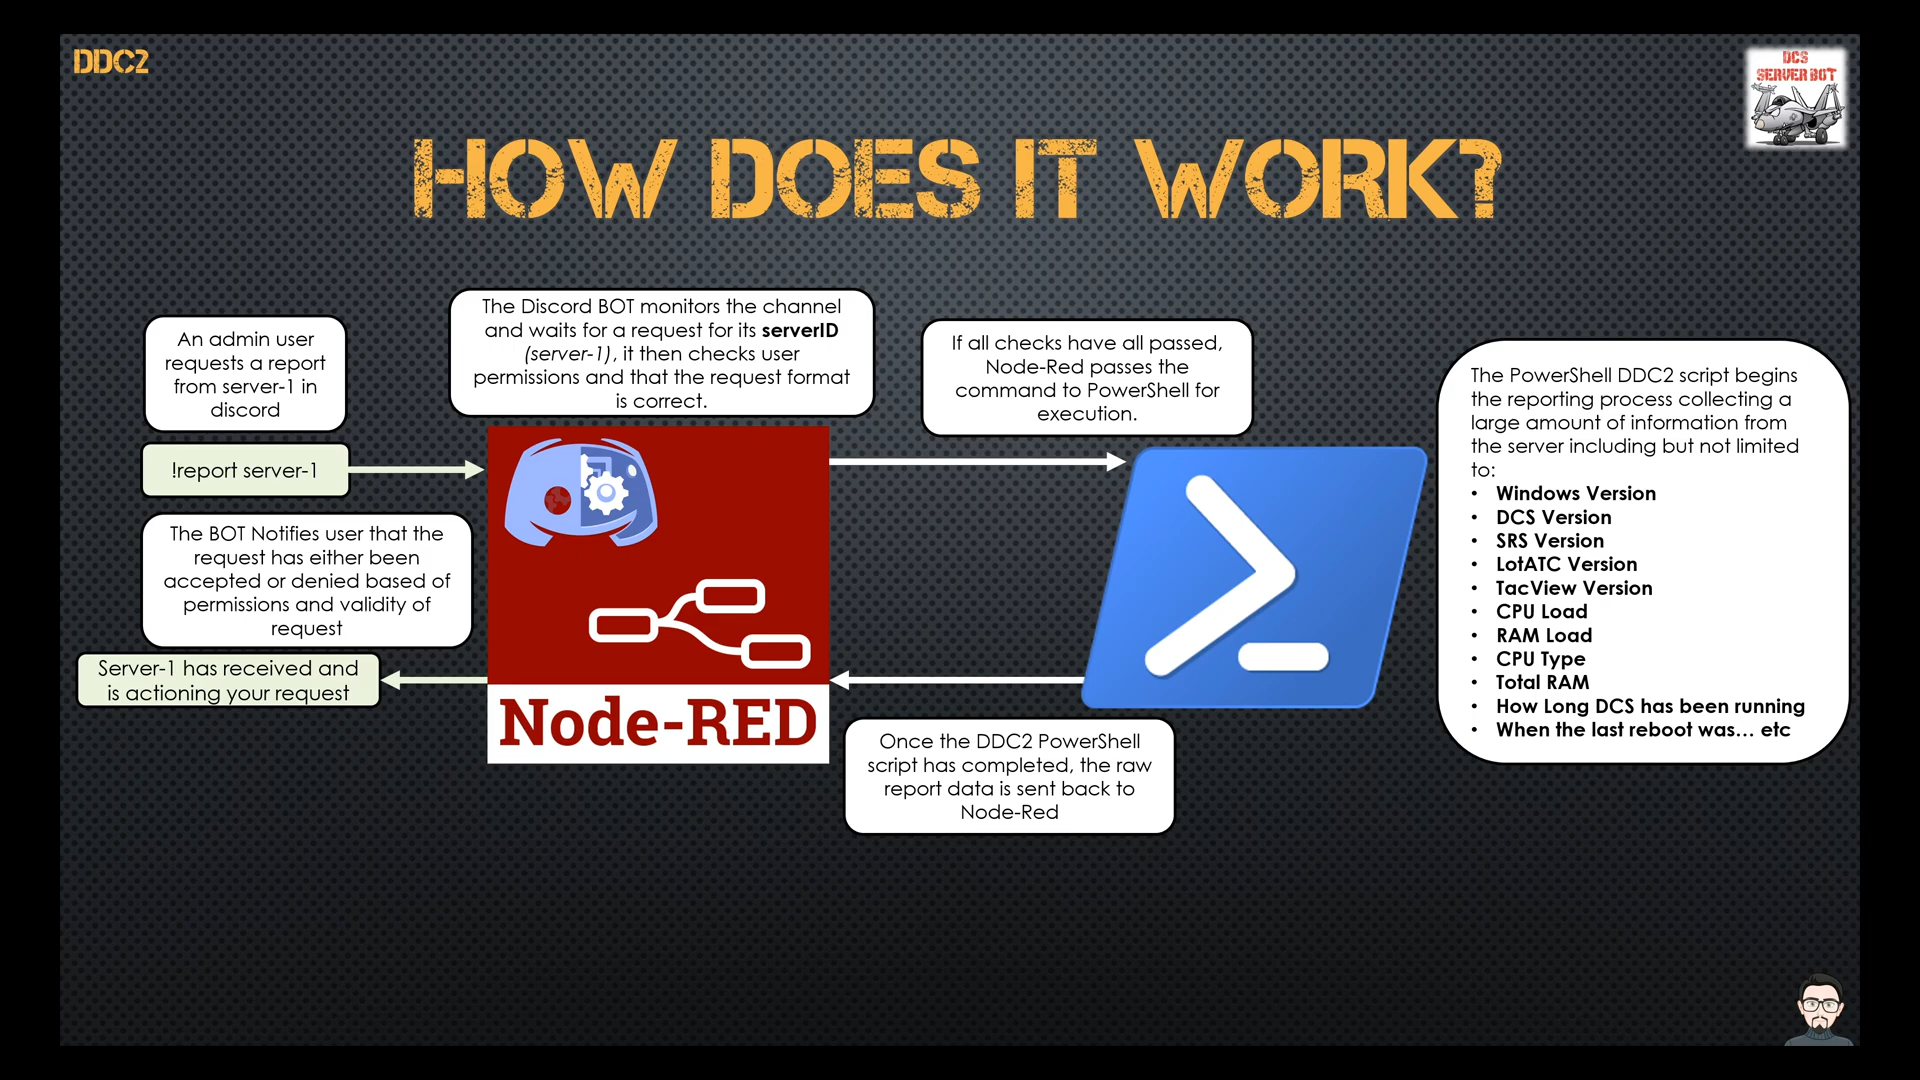 DDC2
DCS
SERVER BOT
HOW DOES IT WORK?
An admin user
requests a report
from server-1 in
discord
!report server-1
The BOT Notifies user that the
request has either been
accepted or denied based of
permissions and validity of
request
Server-1 has received and
is actioning your request
The Discord BOT monitors the channel
and waits for a request for its serverID
(server-1), it then checks user
permissions and that the request format
is correct.
Node-RED
If all checks have all passed,
Node-Red passes the
command to PowerShell for
execution.
Once the DDC2 PowerShell
script has completed, the raw
report data is sent back to
Node-Red
The PowerShell DDC2 script begins
the reporting process collecting a
large amount of information from
the server including but not limited
to:
• Windows Version
• DCS Version
• SRS Version
• LotATC Version
• TacView Version
• CPU Load
• RAM Load
• CPU Type
• Total RAM
• How Long DCS has been running
• When the last reboot was... etc